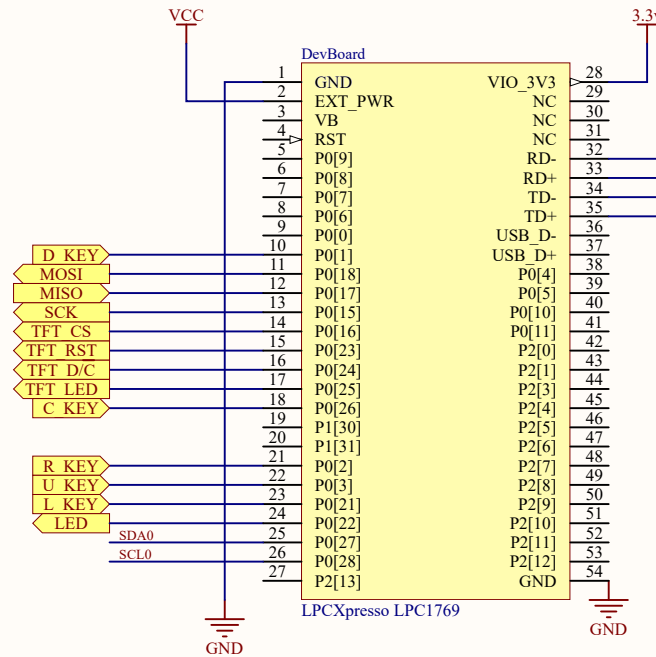 VCC
3.3v
DevBoard
1 GND VIO_3V3 28
2 EXT_PWR NC 29
3 VB NC 30
4 RST NC 31
5 P0[9] RD- 32
6 P0[8] RD+ 33
7 P0[7] TD- 34
8 P0[6] TD+ 35
9 P0[0] USB_D- 36
D_KEY 10 P0[1] USB_D+ 37
MOSI 11 P0[18] P0[4] 38
MISO 12 P0[17] P0[5] 39
SCK 13 P0[15] P0[10] 40
TFT_CS 14 P0[16] P0[11] 41
TFT_RST 15 P0[23] P2[0] 42
TFT_D/C 16 P0[24] P2[1] 43
TFT_LED 17 P0[25] P2[3] 44
C_KEY 18 P0[26] P2[4] 45
19 P1[30] P2[5] 46
20 P1[31] P2[6] 47
R_KEY 21 P0[2] P2[7] 48
U_KEY 22 P0[3] P2[8] 49
L_KEY 23 P0[21] P2[9] 50
LED 24 P0[22] P2[10] 51
SDA0 25 P0[27] P2[11] 52
SCL0 26 P0[28] P2[12] 53
27 P2[13] GND 54
LPCXpresso LPC1769
GND
GND